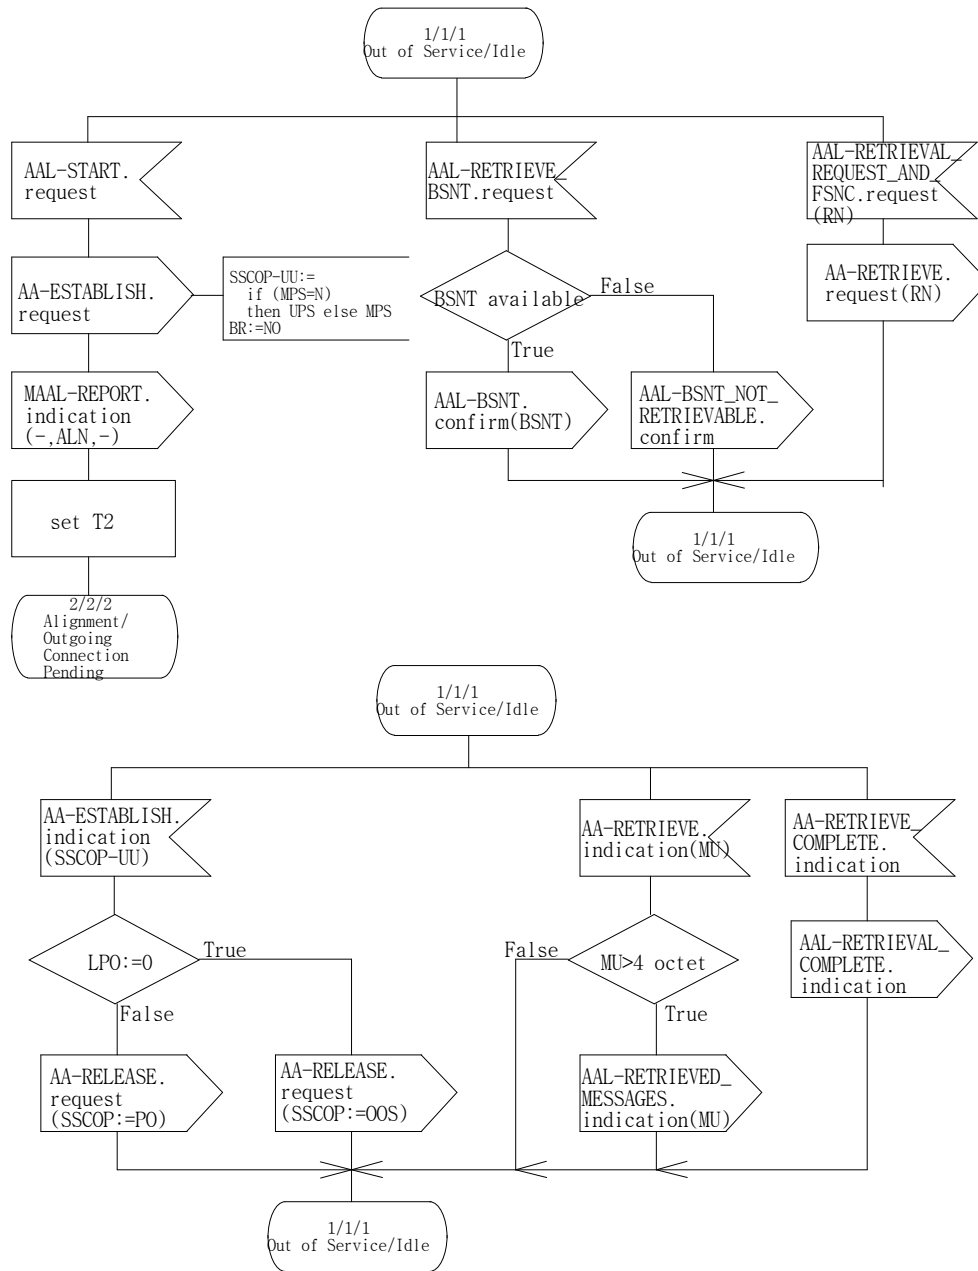 1/1/1
Out of Service/Idle
AAL-START.
request
AAL-RETRIEVE_
BSNT.request
AAL-RETRIEVAL_
REQUEST_AND_
FSNC.request
(RN)
AA-ESTABLISH.
request
SSCOP-UU:=
if (MPS=N)
then UPS else MPS
BR:=NO
BSNT available
False
True
AA-RETRIEVE.
request(RN)
MAAL-REPORT.
indication
(-,ALN,-)
AAL-BSNT.
confirm(BSNT)
AAL-BSNT_NOT_
RETRIEVABLE.
confirm
set T2
1/1/1
Out of Service/Idle
2/2/2
Alignment/
Outgoing
Connection
Pending
1/1/1
Out of Service/Idle
AA-ESTABLISH.
indication
(SSCOP-UU)
AA-RETRIEVE.
indication(MU)
AA-RETRIEVE_
COMPLETE.
indication
LPO:=0
True
False
False
MU>4 octet
True
AAL-RETRIEVAL_
COMPLETE.
indication
AA-RELEASE.
request
(SSCOP:=PO)
AA-RELEASE.
request
(SSCOP:=OOS)
AAL-RETRIEVED_
MESSAGES.
indication(MU)
1/1/1
Out of Service/Idle